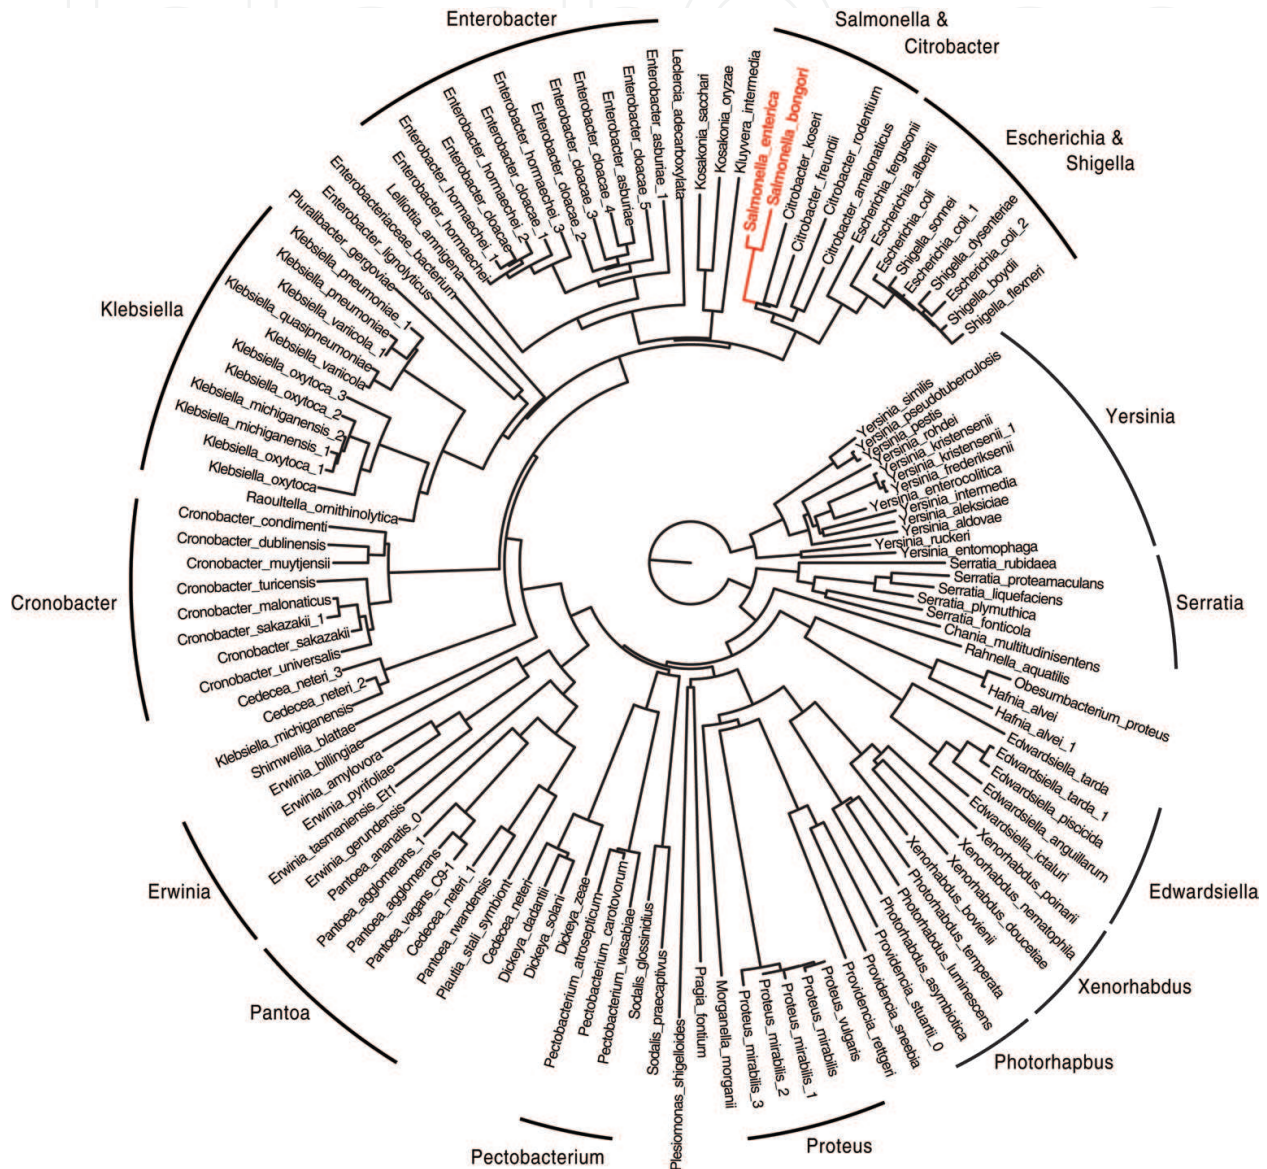 Enterobacter
Salmonella &
Citrobacter
Escherichia &
Shigella
Yersinia
Serratia
Edwardsiella
Xenorhabdus
Photorhapbus
Proteus
Pectobacterium
Pantoa
Erwinia
Cronobacter
Klebsiella
Raoultella_ornithinolytica
Klebsiella_oxytoca
Klebsiella_oxytoca_1
Klebsiella_michiganensis_1
Klebsiella_michiganensis_2
Klebsiella_oxytoca_2
Klebsiella_oxytoca_3
Klebsiella_variicola
Klebsiella_quasipneumoniae
Klebsiella_variicola_1
Klebsiella_pneumoniae
Klebsiella_pneumoniae_1
Pluralibacter_gergoviae
Enterobacter_lignolyticus
Enterobacteriaceae_bacterium
Lelliottia_amnigena
Enterobacter_hormaechei
Enterobacter_hormaechei_1
Enterobacter_cloacae
Enterobacter_hormaechei_2
Enterobacter_cloacae_1
Enterobacter_hormaechei_3
Enterobacter_cloacae_2
Enterobacter_cloacae_3
Enterobacter_cloacae_4
Enterobacter_asburiae
Enterobacter_cloacae_5
Enterobacter_asburiae_1
Leclercia_adecarboxylata
Kosakonia_sacchari
Kosakonia_oryzae
Kluyvera_intermedia
Salmonella_enterica
Salmonella_bongori
Citrobacter_koseri
Citrobacter_freundii
Citrobacter_rodentium
Citrobacter_amalonaticus
Escherichia_fergusonii
Escherichia_albertii
Escherichia_coli
Shigella_sonnei
Escherichia_coli_1
Shigella_dysenteriae
Escherichia_coli_2
Shigella_boydii
Shigella_flexneri
Yersinia_similis
Yersinia_pseudotuberculosis
Yersinia_pestis
Yersinia_rohdei
Yersinia_kristensenii
Yersinia_kristensenii_1
Yersinia_frederiksenii
Yersinia_enterocolitica
Yersinia_intermedia
Yersinia_aleksiciae
Yersinia_aldovae
Yersinia_ruckeri
Yersinia_entomophaga
Serratia_rubidaea
Serratia_proteamaculans
Serratia_liquefaciens
Serratia_plymuthica
Serratia_fonticola
Chania_multitudinisentens
Rahnella_aquatilis
Obesumbacterium_proteus
Hafnia_alvei
Hafnia_alvei_1
Edwardsiella_tarda
Edwardsiella_tarda_1
Edwardsiella_piscicida
Edwardsiella_anguillarum
Edwardsiella_ictaluri
Xenorhabdus_poinarii
Xenorhabdus_nematophila
Xenorhabdus_doucetiae
Xenorhabdus_bovienii
Photorhabdus_temperata
Photorhabdus_luminescens
Photorhabdus_asymbiotica
Providencia_stuartii_0
Providencia_sneebia
Providencia_rettgeri
Proteus_vulgaris
Proteus_mirabilis
Proteus_mirabilis_1
Proteus_mirabilis_2
Proteus_mirabilis_3
Morganella_morganii
Pragia_fontium
Plesiomonas_shigelloides
Sodalis_praecaptivus
Sodalis_glossinidius
Pectobacterium_wasabiae
Pectobacterium_carotovorum
Pectobacterium_atrosepticum
Dickeya_zeae
Dickeya_solani
Dickeya_dadantii
Cedecea_neteri
Plautia_stali_symbiont
Pantoea_rwandensis
Cedecea_neteri_1
Pantoea_vagans_C9-1
Pantoea_agglomerans
Pantoea_agglomerans_1
Pantoea_ananatis_0
Erwinia_gerundensis
Erwinia_tasmaniensis_Et1
Erwinia_pyrifoliae
Erwinia_amylovora
Erwinia_billingiae
Shimwellia_blattae
Klebsiella_michiganensis
Cedecea_neteri_2
Cedecea_neteri_3
Cronobacter_universalis
Cronobacter_sakazakii
Cronobacter_sakazakii_1
Cronobacter_malonaticus
Cronobacter_turicensis
Cronobacter_muytjensii
Cronobacter_dublinensis
Cronobacter_condimenti